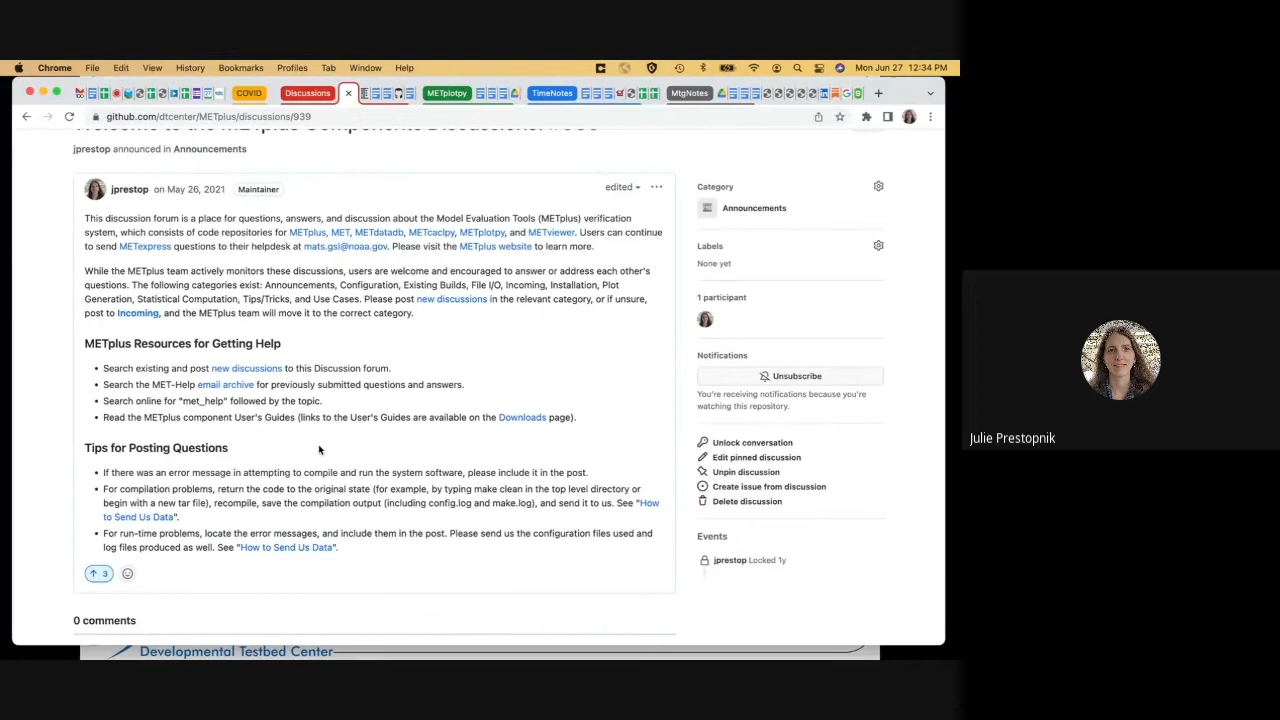 Chrome File Edit View History Bookmarks Profiles Tab Window Help Mon Jun 27 12:34 PM
COVID Discussions METplotpy TimeNotes MtgNotes
github.com/dtcenter/METplus/discussions/939
Welcome to the METplus Components Discussions!
jprestop announced in Announcements
jprestop on May 26, 2021 Maintainer edited
This discussion forum is a place for questions, answers, and discussion about the Model Evaluation Tools (METplus) verification
system, which consists of code repositories for METplus, MET, METdatadb, METcaclpy, METplotpy, and METviewer. Users can continue
to send METexpress questions to their helpdesk at mats.gsl@noaa.gov. Please visit the METplus website to learn more.
While the METplus team actively monitors these discussions, users are welcome and encouraged to answer or address each other's
questions. The following categories exist: Announcements, Configuration, Existing Builds, File I/O, Incoming, Installation, Plot
Generation, Statistical Computation, Tips/Tricks, and Use Cases. Please post new discussions in the relevant category, or if unsure,
post to Incoming, and the METplus team will move it to the correct category.
METplus Resources for Getting Help
• Search existing and post new discussions to this Discussion forum.
• Search the MET-Help email archive for previously submitted questions and answers.
• Search online for "met_help" followed by the topic.
• Read the METplus component User's Guides (links to the User's Guides are available on the Downloads page).
Tips for Posting Questions
• If there was an error message in attempting to compile and run the system software, please include it in the post.
• For compilation problems, return the code to the original state (for example, by typing make clean in the top level directory or
begin with a new tar file), recompile, save the compilation output (including config.log and make.log), and send it to us. See "How
to Send Us Data".
• For run-time problems, locate the error messages, and include them in the post. Please send us the configuration files used and
log files produced as well. See "How to Send Us Data".
3
0 comments
Category
Announcements
Labels
None yet
1 participant
Notifications
Unsubscribe
You're receiving notifications because you're
watching this repository.
Unlock conversation
Edit pinned discussion
Unpin discussion
Create issue from discussion
Delete discussion
Events
jprestop Locked 1y
Developmental Testbed Center
Julie Prestopnik